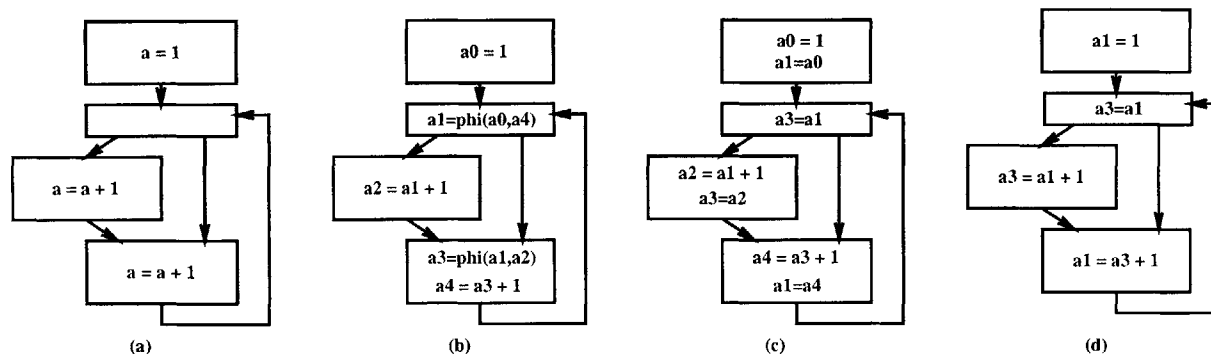 a = 1
a = a + 1
a = a + 1
(a)
a0 = 1
a1=phi(a0,a4)
a2 = a1 + 1
a3=phi(a1,a2)
a4 = a3 + 1
(b)
a0 = 1
a1=a0
a3=a1
a2 = a1 + 1
a3=a2
a4 = a3 + 1
a1=a4
(c)
a1 = 1
a3=a1
a3 = a1 + 1
a1 = a3 + 1
(d)